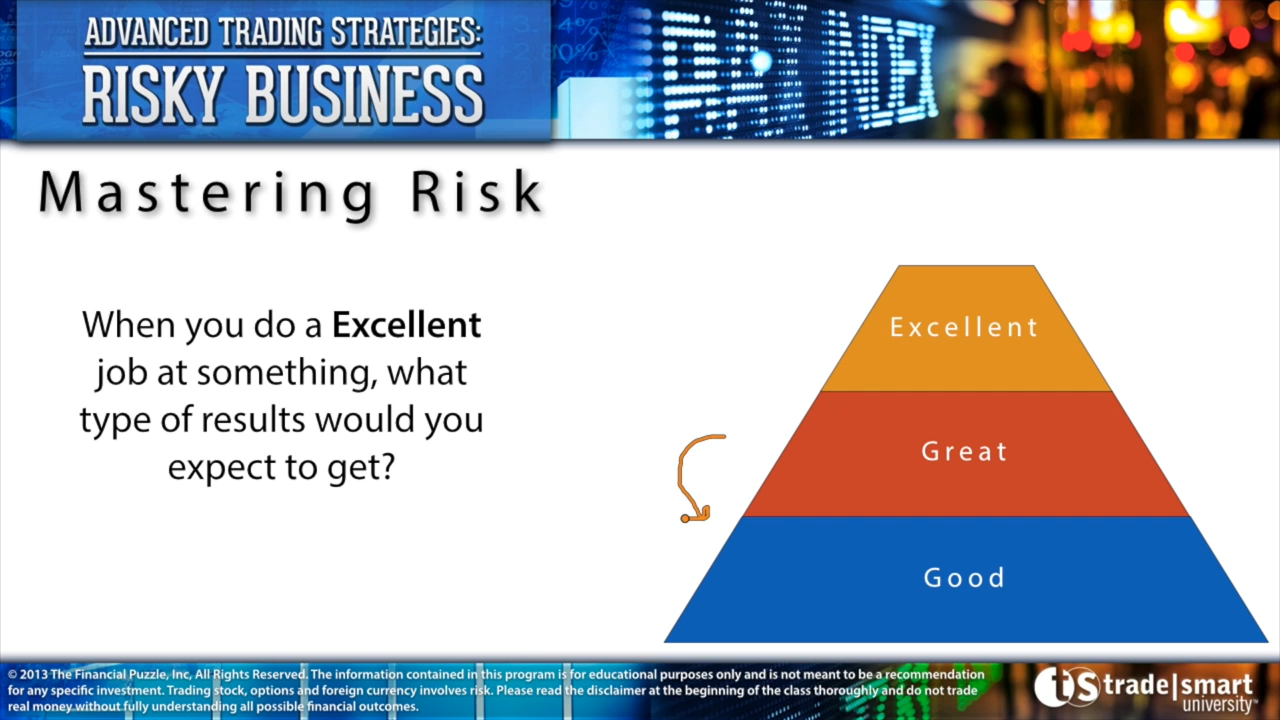 ADVANCED TRADING STRATEGIES:
RISKY BUSINESS
INDEX
Mastering Risk
When you do a Excellent
job at something, what
type of results would you
expect to get?
Excellent
Great
Good
© 2013 The Financial Puzzle, Inc, All Rights Reserved. The information contained in this program is for educational purposes only and is not meant to be a recommendation
for any specific investment. Trading stock, options and foreign currency involves risk. Please read the disclaimer at the beginning of the class thoroughly and do not trade
real money without fully understanding all possible financial outcomes.
ts trade|smart
university™